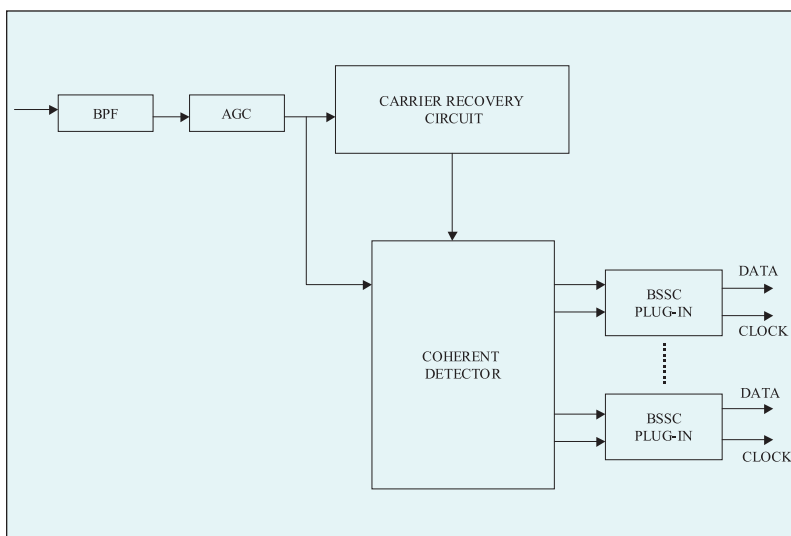 BPF
AGC
CARRIER RECOVERY
CIRCUIT
COHERENT
DETECTOR
BSSC
PLUG-IN
DATA
CLOCK
BSSC
PLUG-IN
DATA
CLOCK